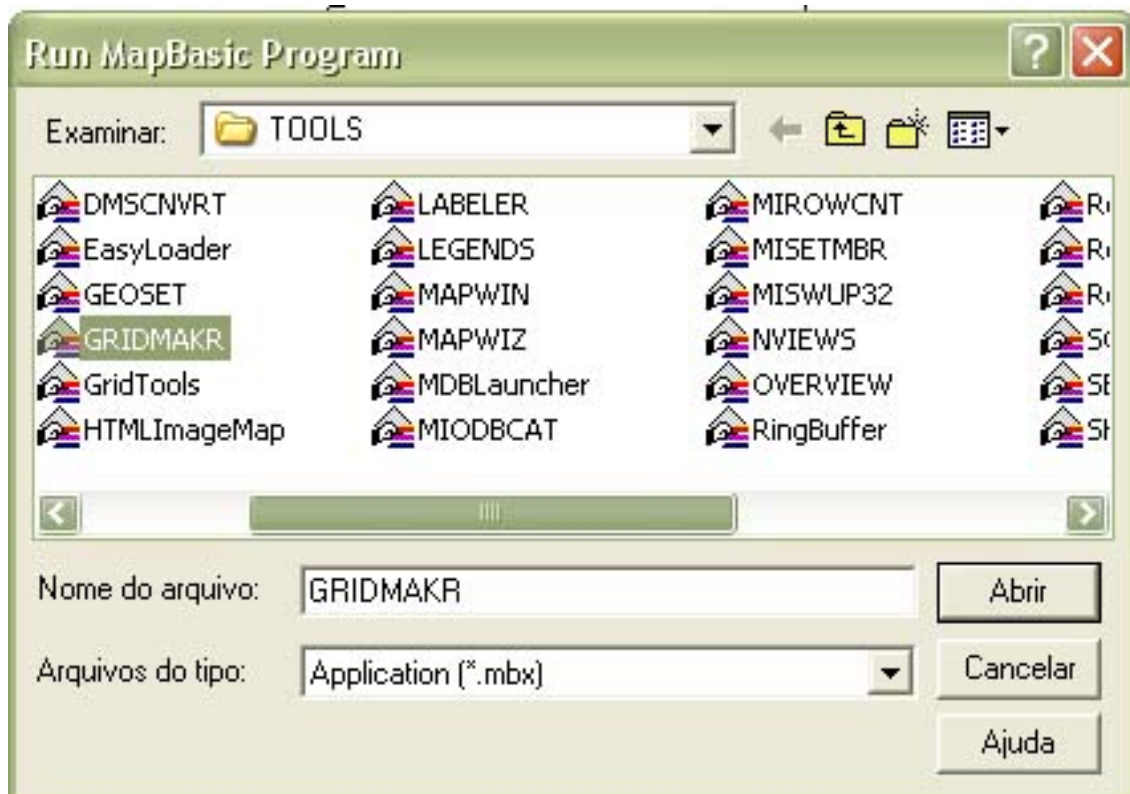 Run MapBasic Program
Examinar: TOOLS
DMSCNVRT LABELER MIROWCNT
EasyLoader LEGENDS MISETMBR
GEOSET MAPWIN MISWUP32
GRIDMAKR MAPWIZ NVIEWS
GridTools MDBLauncher OVERVIEW
HTMLImageMap MIODBCAT RingBuffer
Nome do arquivo: GRIDMAKR Abrir
Arquivos do tipo: Application (*.mbx) Cancelar
Ajuda